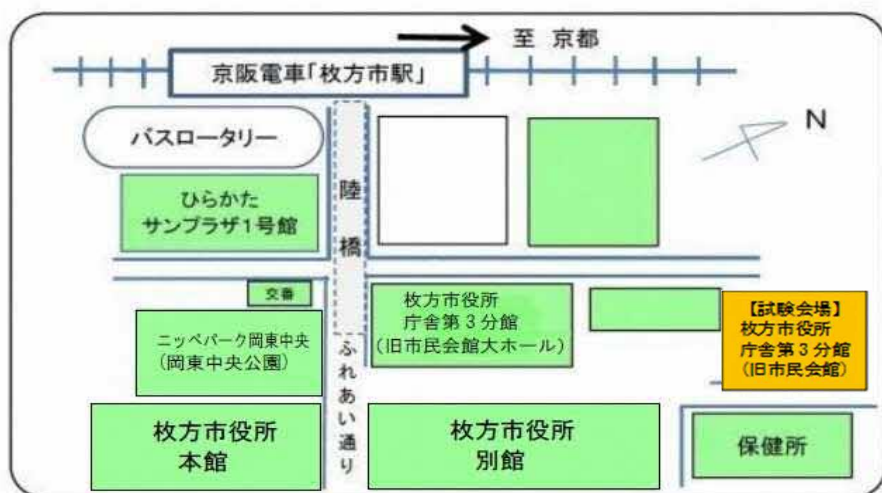 至 京都
京阪電車「枚方市駅」
N
バスロータリー
ひらかた
サンプラザ1号館
陸橋
交番
枚方市役所
庁舎第3分館
(旧市民会館大ホール)
【試験会場】
枚方市役所
庁舎第3分館
(旧市民会館)
ニッペパーク岡東中央
(岡東中央公園)
ふれあい通り
枚方市役所
本館
枚方市役所
別館
保健所